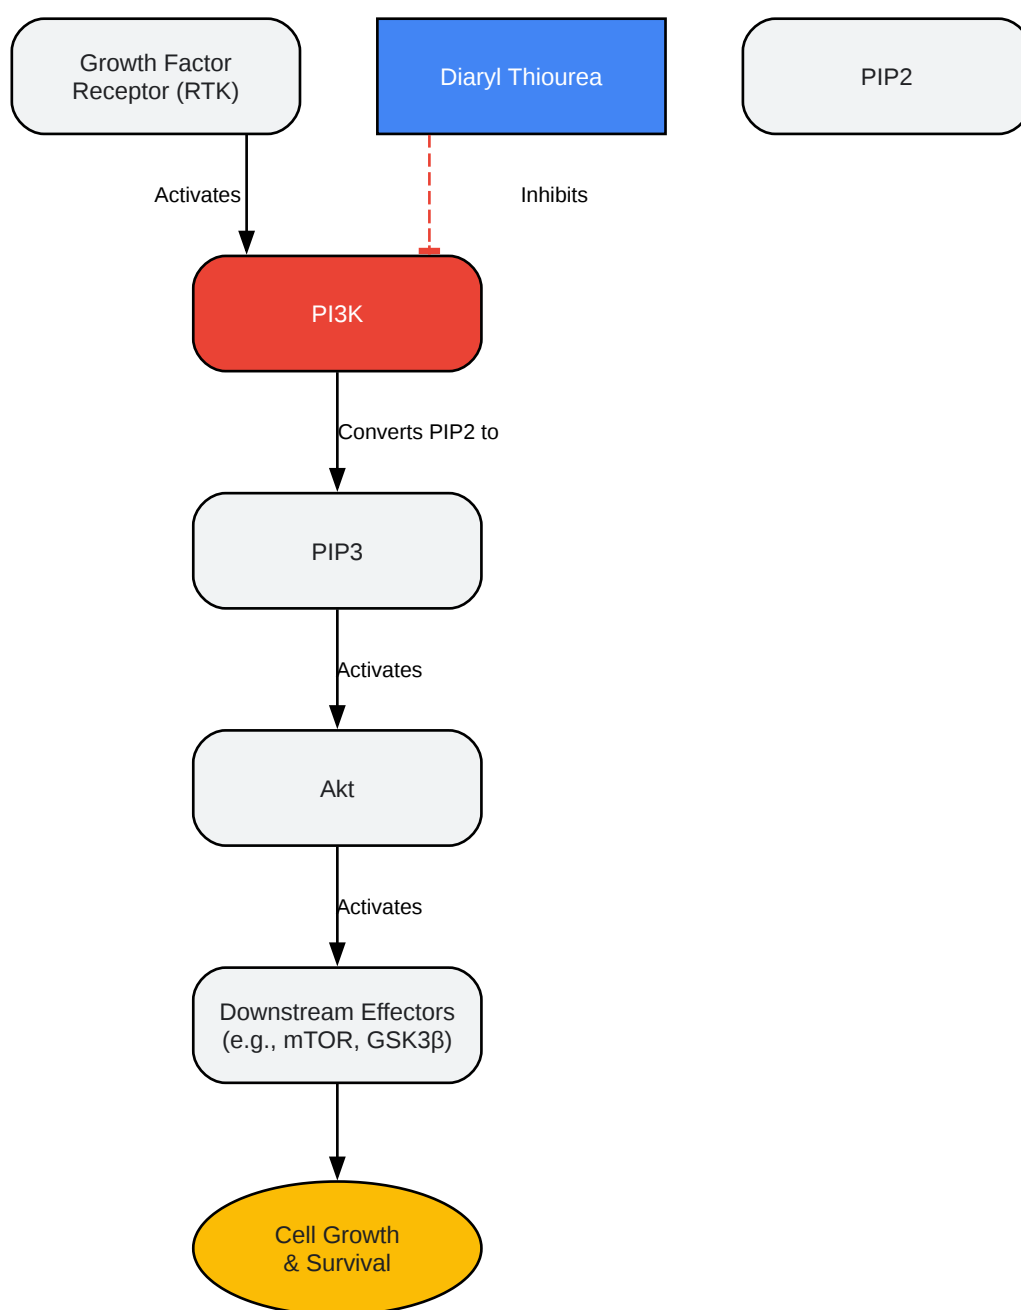 Growth Factor
Receptor (RTK)
Diaryl Thiourea
PIP2
Activates
Inhibits
PI3K
Converts PIP2 to
PIP3
Activates
Akt
Activates
Downstream Effectors
(e.g., mTOR, GSK3β)
Cell Growth
& Survival